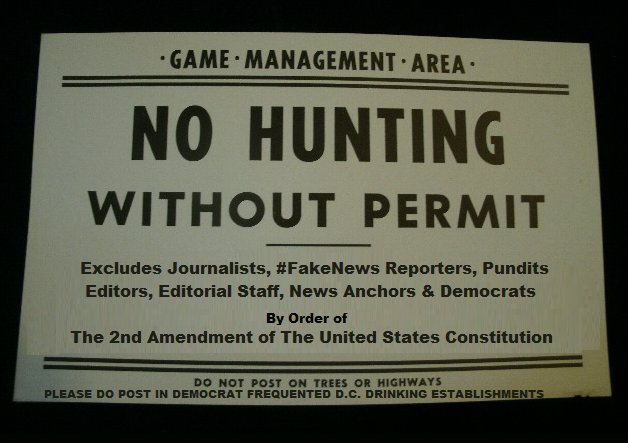 ·GAME·MANAGEMENT·AREA·
NO HUNTING
WITHOUT PERMIT
Excludes Journalists, #FakeNews Reporters, Pundits
Editors, Editorial Staff, News Anchors & Democrats
By Order of
The 2nd Amendment of The United States Constitution
DO NOT POST ON TREES OR HIGHWAYS
PLEASE DO POST IN DEMOCRAT FREQUENTED D.C. DRINKING ESTABLISHMENTS